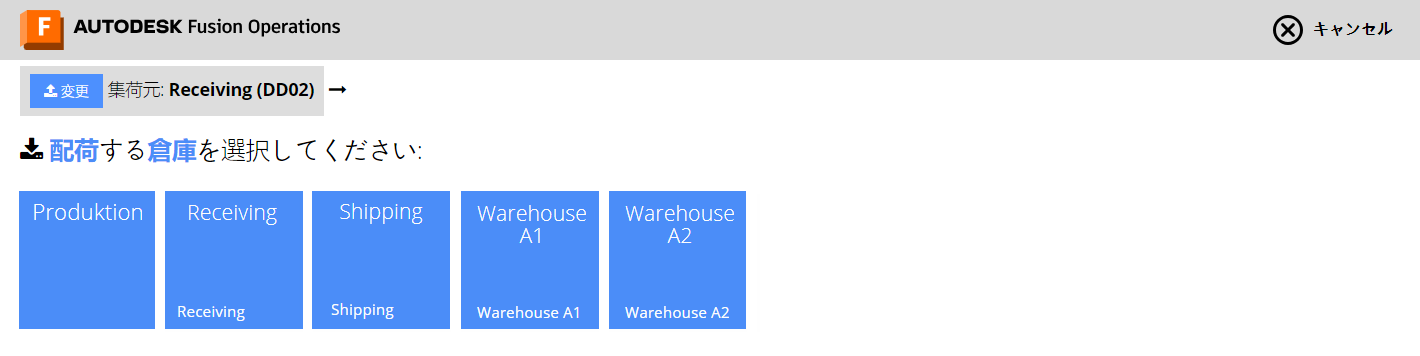 F AUTODESK Fusion Operations
キャンセル
変更 集荷元: Receiving (DD02)
配荷する倉庫を選択してください:
Produktion
Receiving
Receiving
Shipping
Shipping
Warehouse
A1
Warehouse A1
Warehouse
A2
Warehouse A2